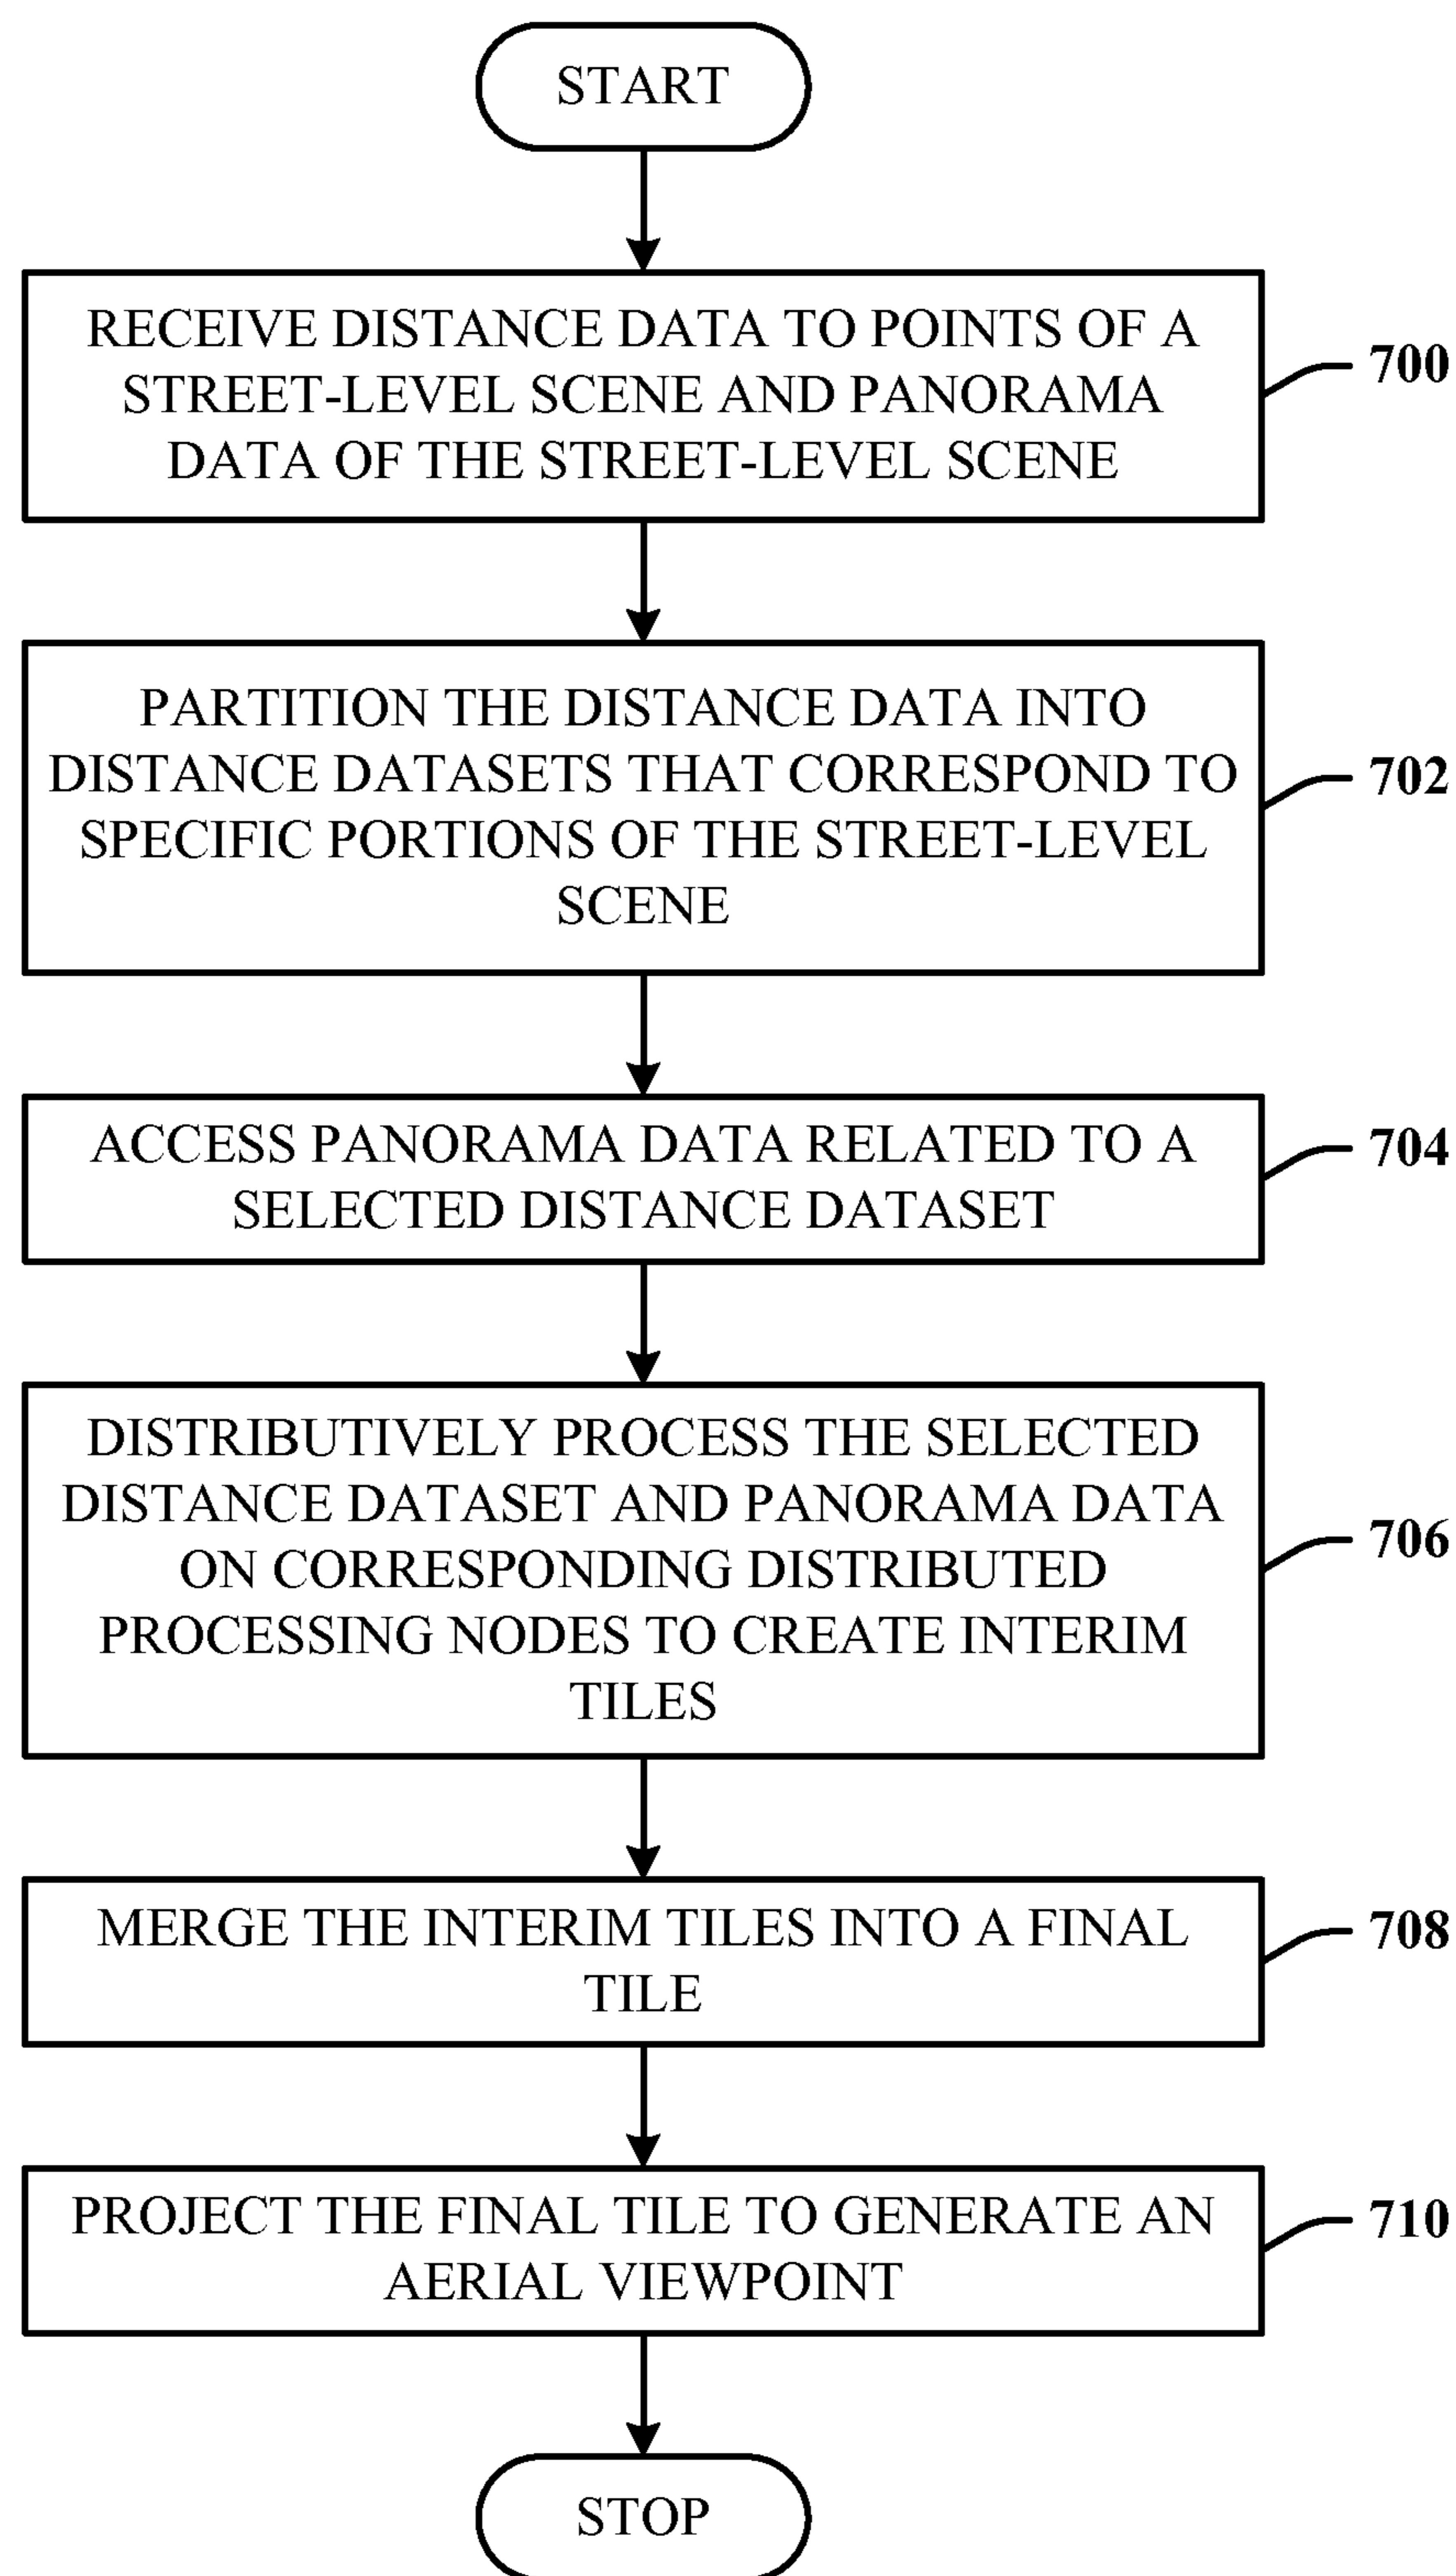 START
RECEIVE DISTANCE DATA TO POINTS OF A
STREET-LEVEL SCENE AND PANORAMA
DATA OF THE STREET-LEVEL SCENE
700
PARTITION THE DISTANCE DATA INTO
DISTANCE DATASETS THAT CORRESPOND TO
SPECIFIC PORTIONS OF THE STREET-LEVEL
SCENE
702
ACCESS PANORAMA DATA RELATED TO A
SELECTED DISTANCE DATASET
704
DISTRIBUTIVELY PROCESS THE SELECTED
DISTANCE DATASET AND PANORAMA DATA
ON CORRESPONDING DISTRIBUTED
PROCESSING NODES TO CREATE INTERIM
TILES
706
MERGE THE INTERIM TILES INTO A FINAL
TILE
708
PROJECT THE FINAL TILE TO GENERATE AN
AERIAL VIEWPOINT
710
STOP